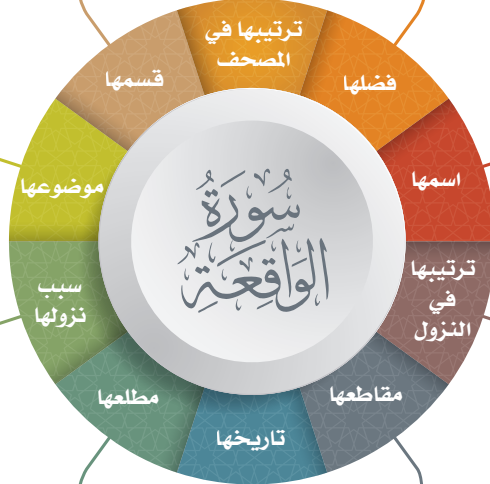 سُورَةُ
الوَاقِعَةِ
ترتيبها في
المصحف
فضلها
اسمها
ترتيبها
في
النزول
مقاطعها
تاريخها
مطلعها
سبب
نزولها
موضوعها
قسمها